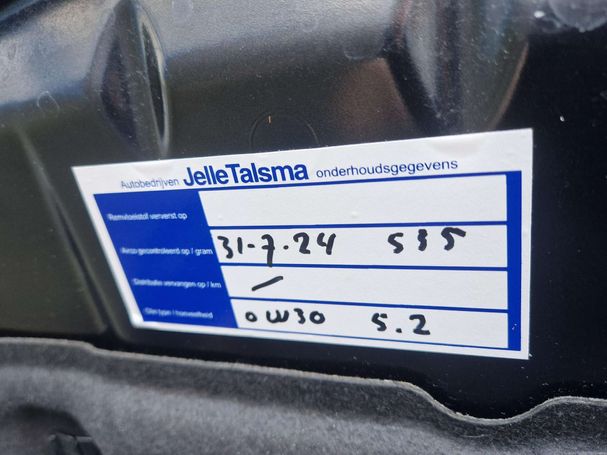 Autobedrijven JelleTalsma onderhoudsgegevens
Remvloeistof ververst op
Airco gecontroleerd op / gram 31-7-24 535
Distributie vervangen op / km /
Olie type / hoeveelheid 0W30 5.2